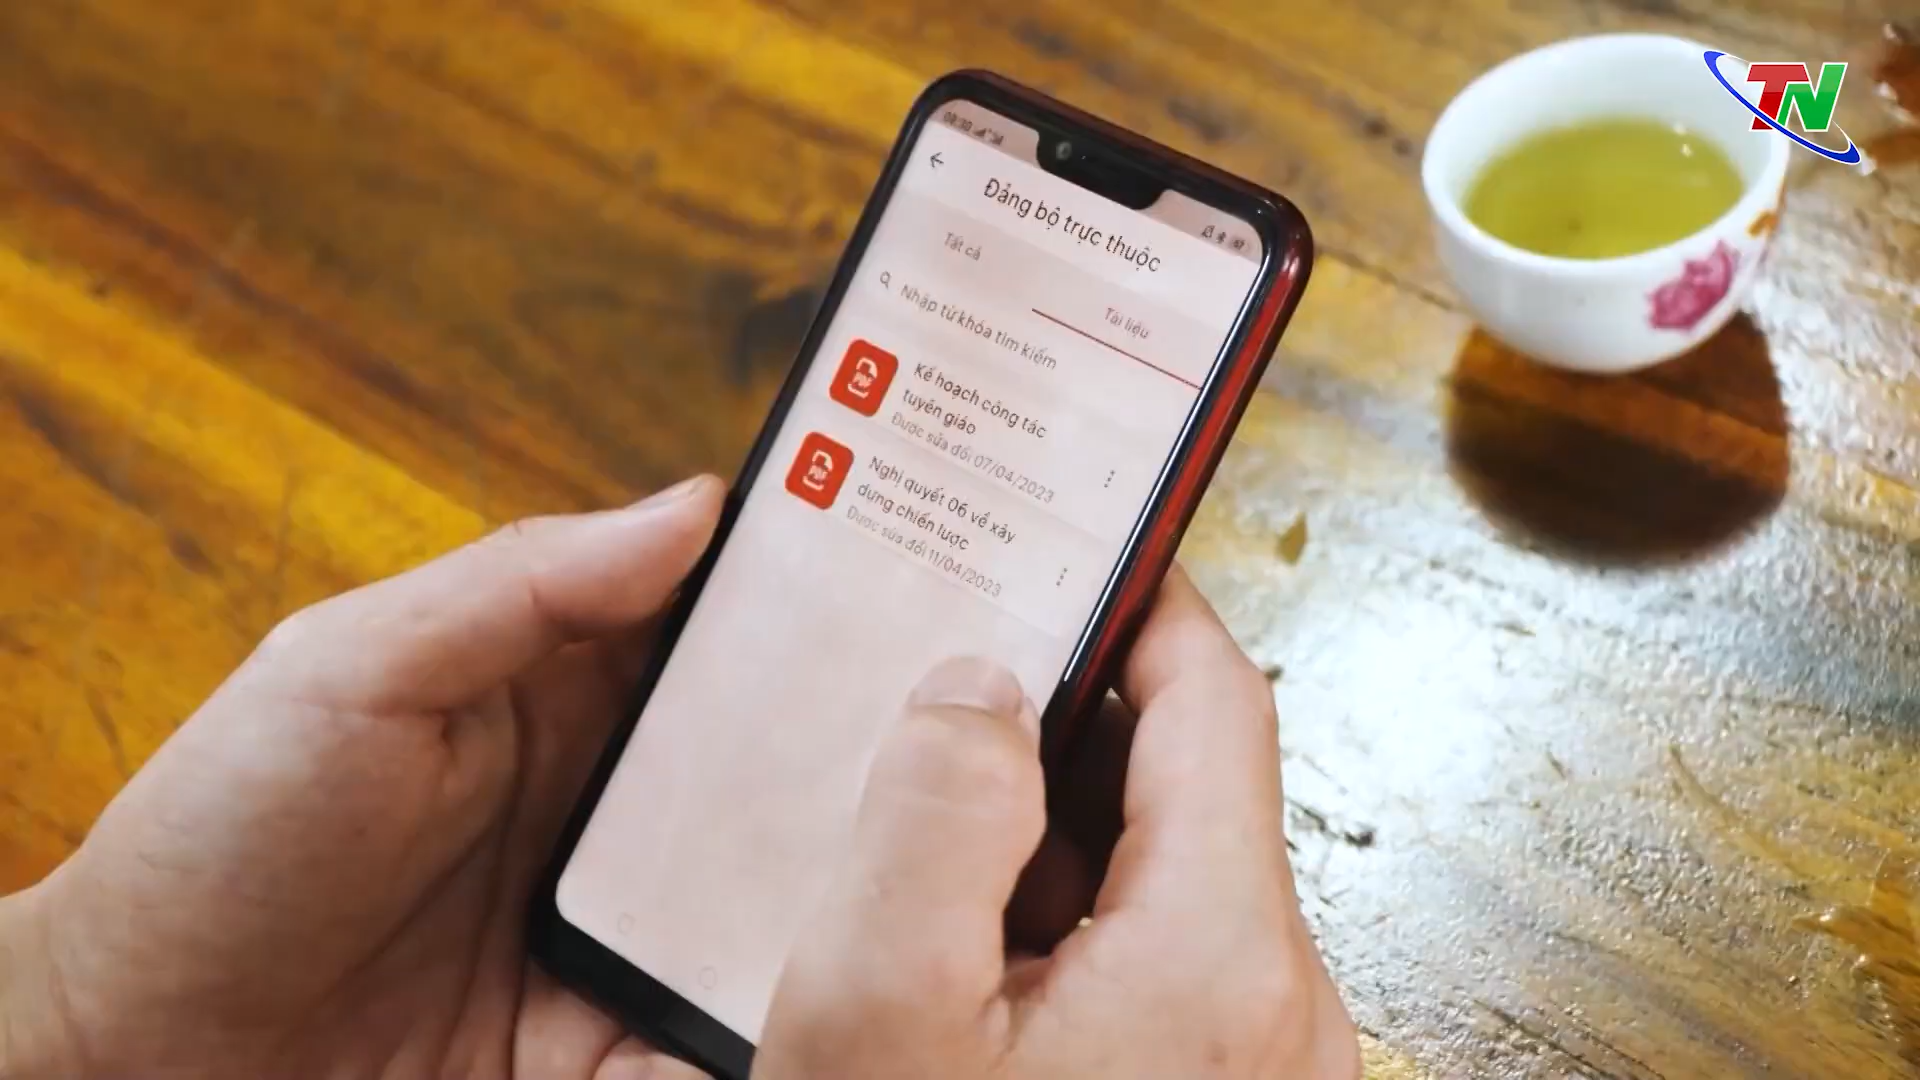 TN
Đảng bộ trực thuộc
Tất cả
Tài liệu
Nhập từ khóa tìm kiếm
PDF
Kế hoạch công tác
tuyên giáo
Được sửa đổi 07/04/2023
PDF
Nghị quyết 06 về xây
dựng chiến lược
Được sửa đổi 11/04/2023